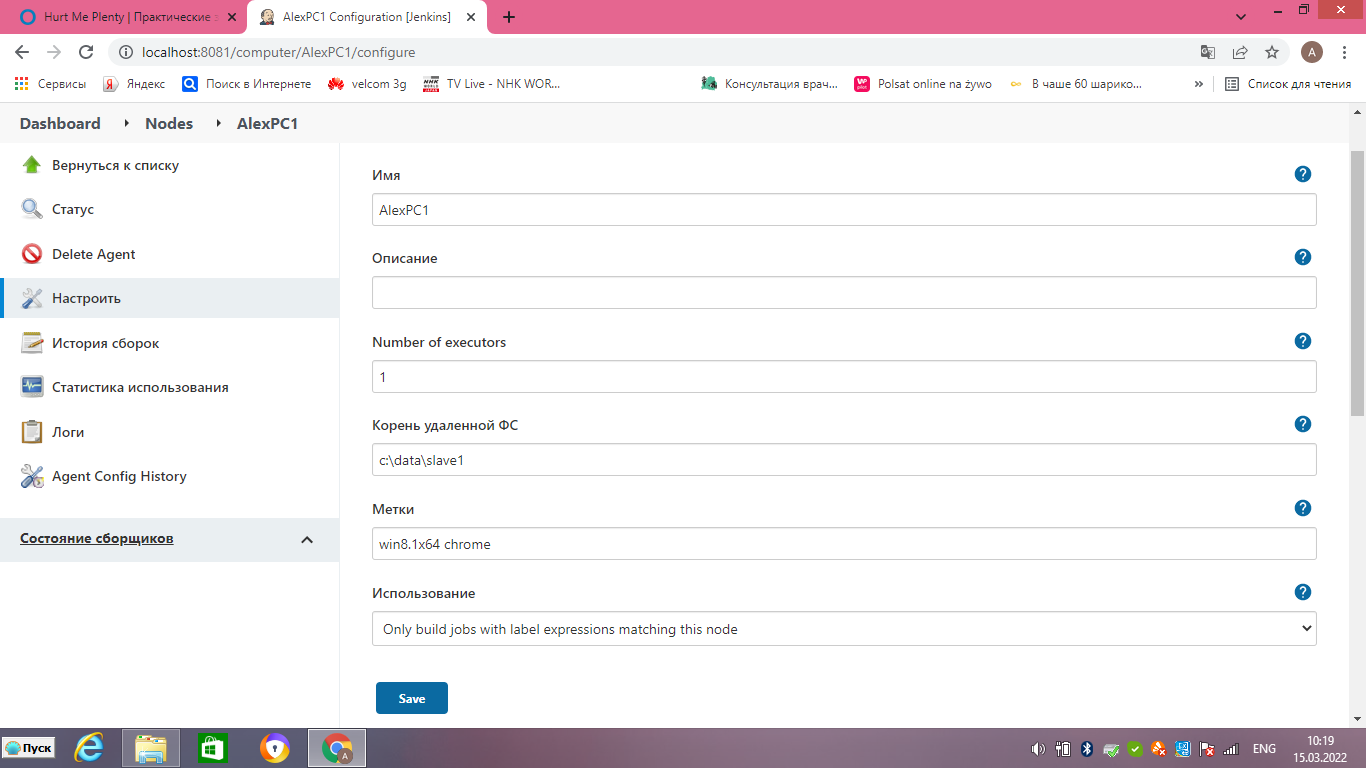 Hurt Me Plenty | Практические з
AlexPC1 Configuration [Jenkins]
localhost:8081/computer/AlexPC1/configure
A
Сервисы
Яндекс
Поиск в Интернете
velcom 3g
TV Live - NHK WOR...
Консультация врач...
Polsat online na żywo
В чаше 60 шарико...
»
Список для чтения
Dashboard
Nodes
AlexPC1
Вернуться к списку
Статус
Delete Agent
Настроить
История сборок
Статистика использования
Логи
Agent Config History
Состояние сборщиков
Имя
AlexPC1
Описание
Number of executors
1
Корень удаленной ФС
c:\data\slave1
Метки
win8.1x64 chrome
Использование
Only build jobs with label expressions matching this node
Save
Пуск
ENG
10:19
15.03.2022